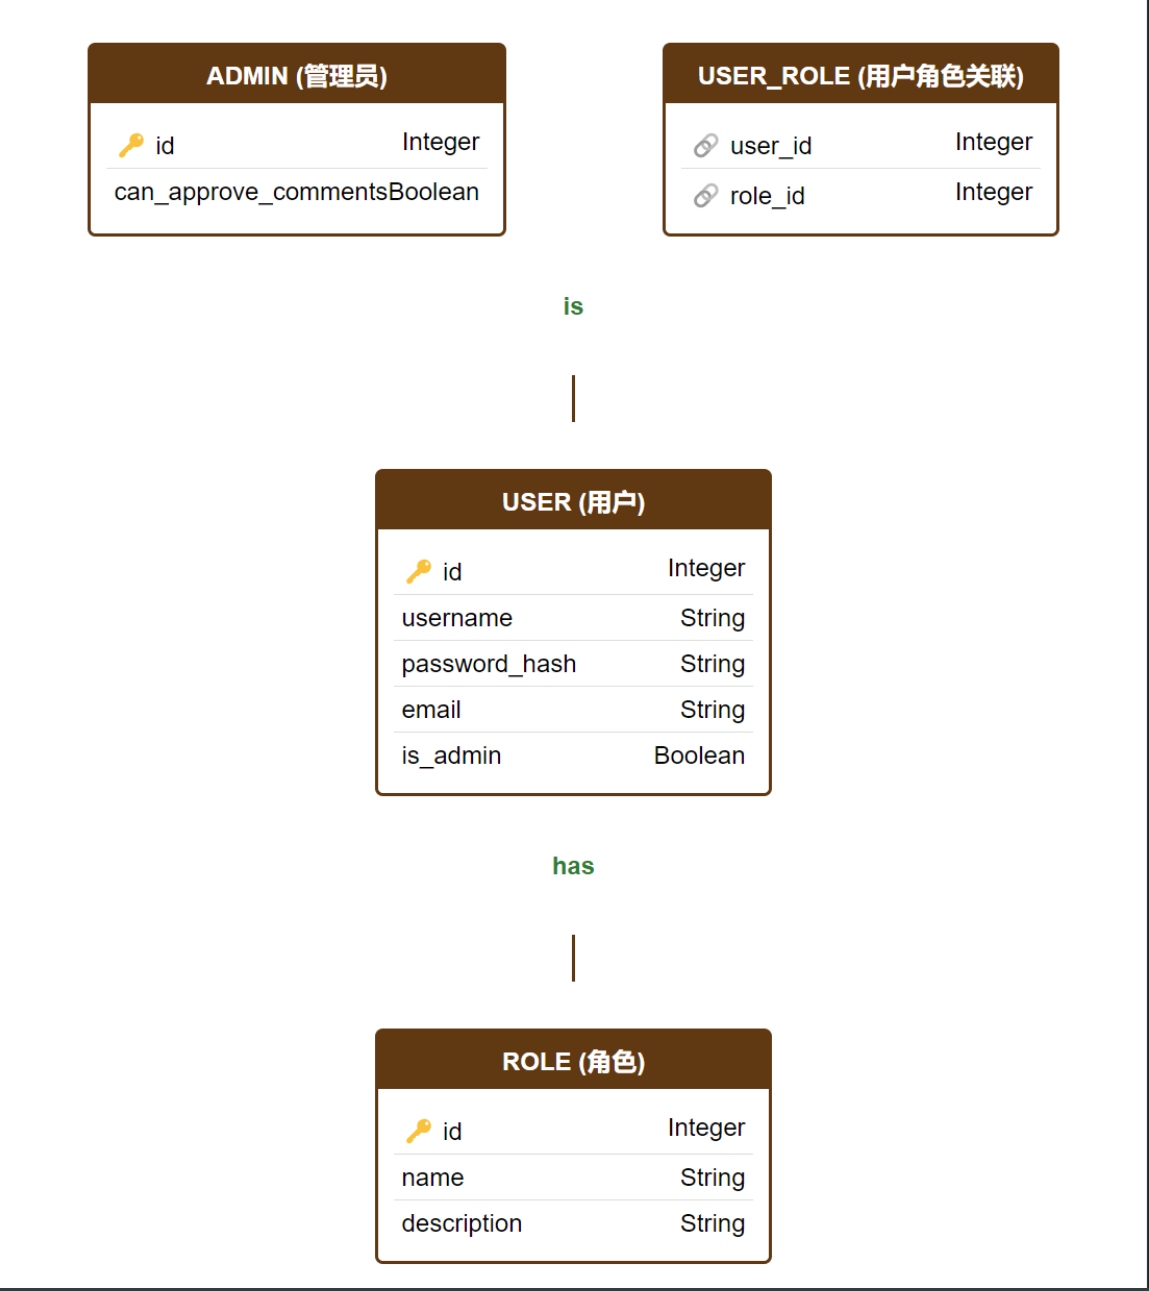 ADMIN (管理员)
id Integer
can_approve_commentsBoolean
USER_ROLE (用户角色关联)
user_id Integer
role_id Integer
is
USER (用户)
id Integer
username String
password_hash String
email String
is_admin Boolean
has
ROLE (角色)
id Integer
name String
description String